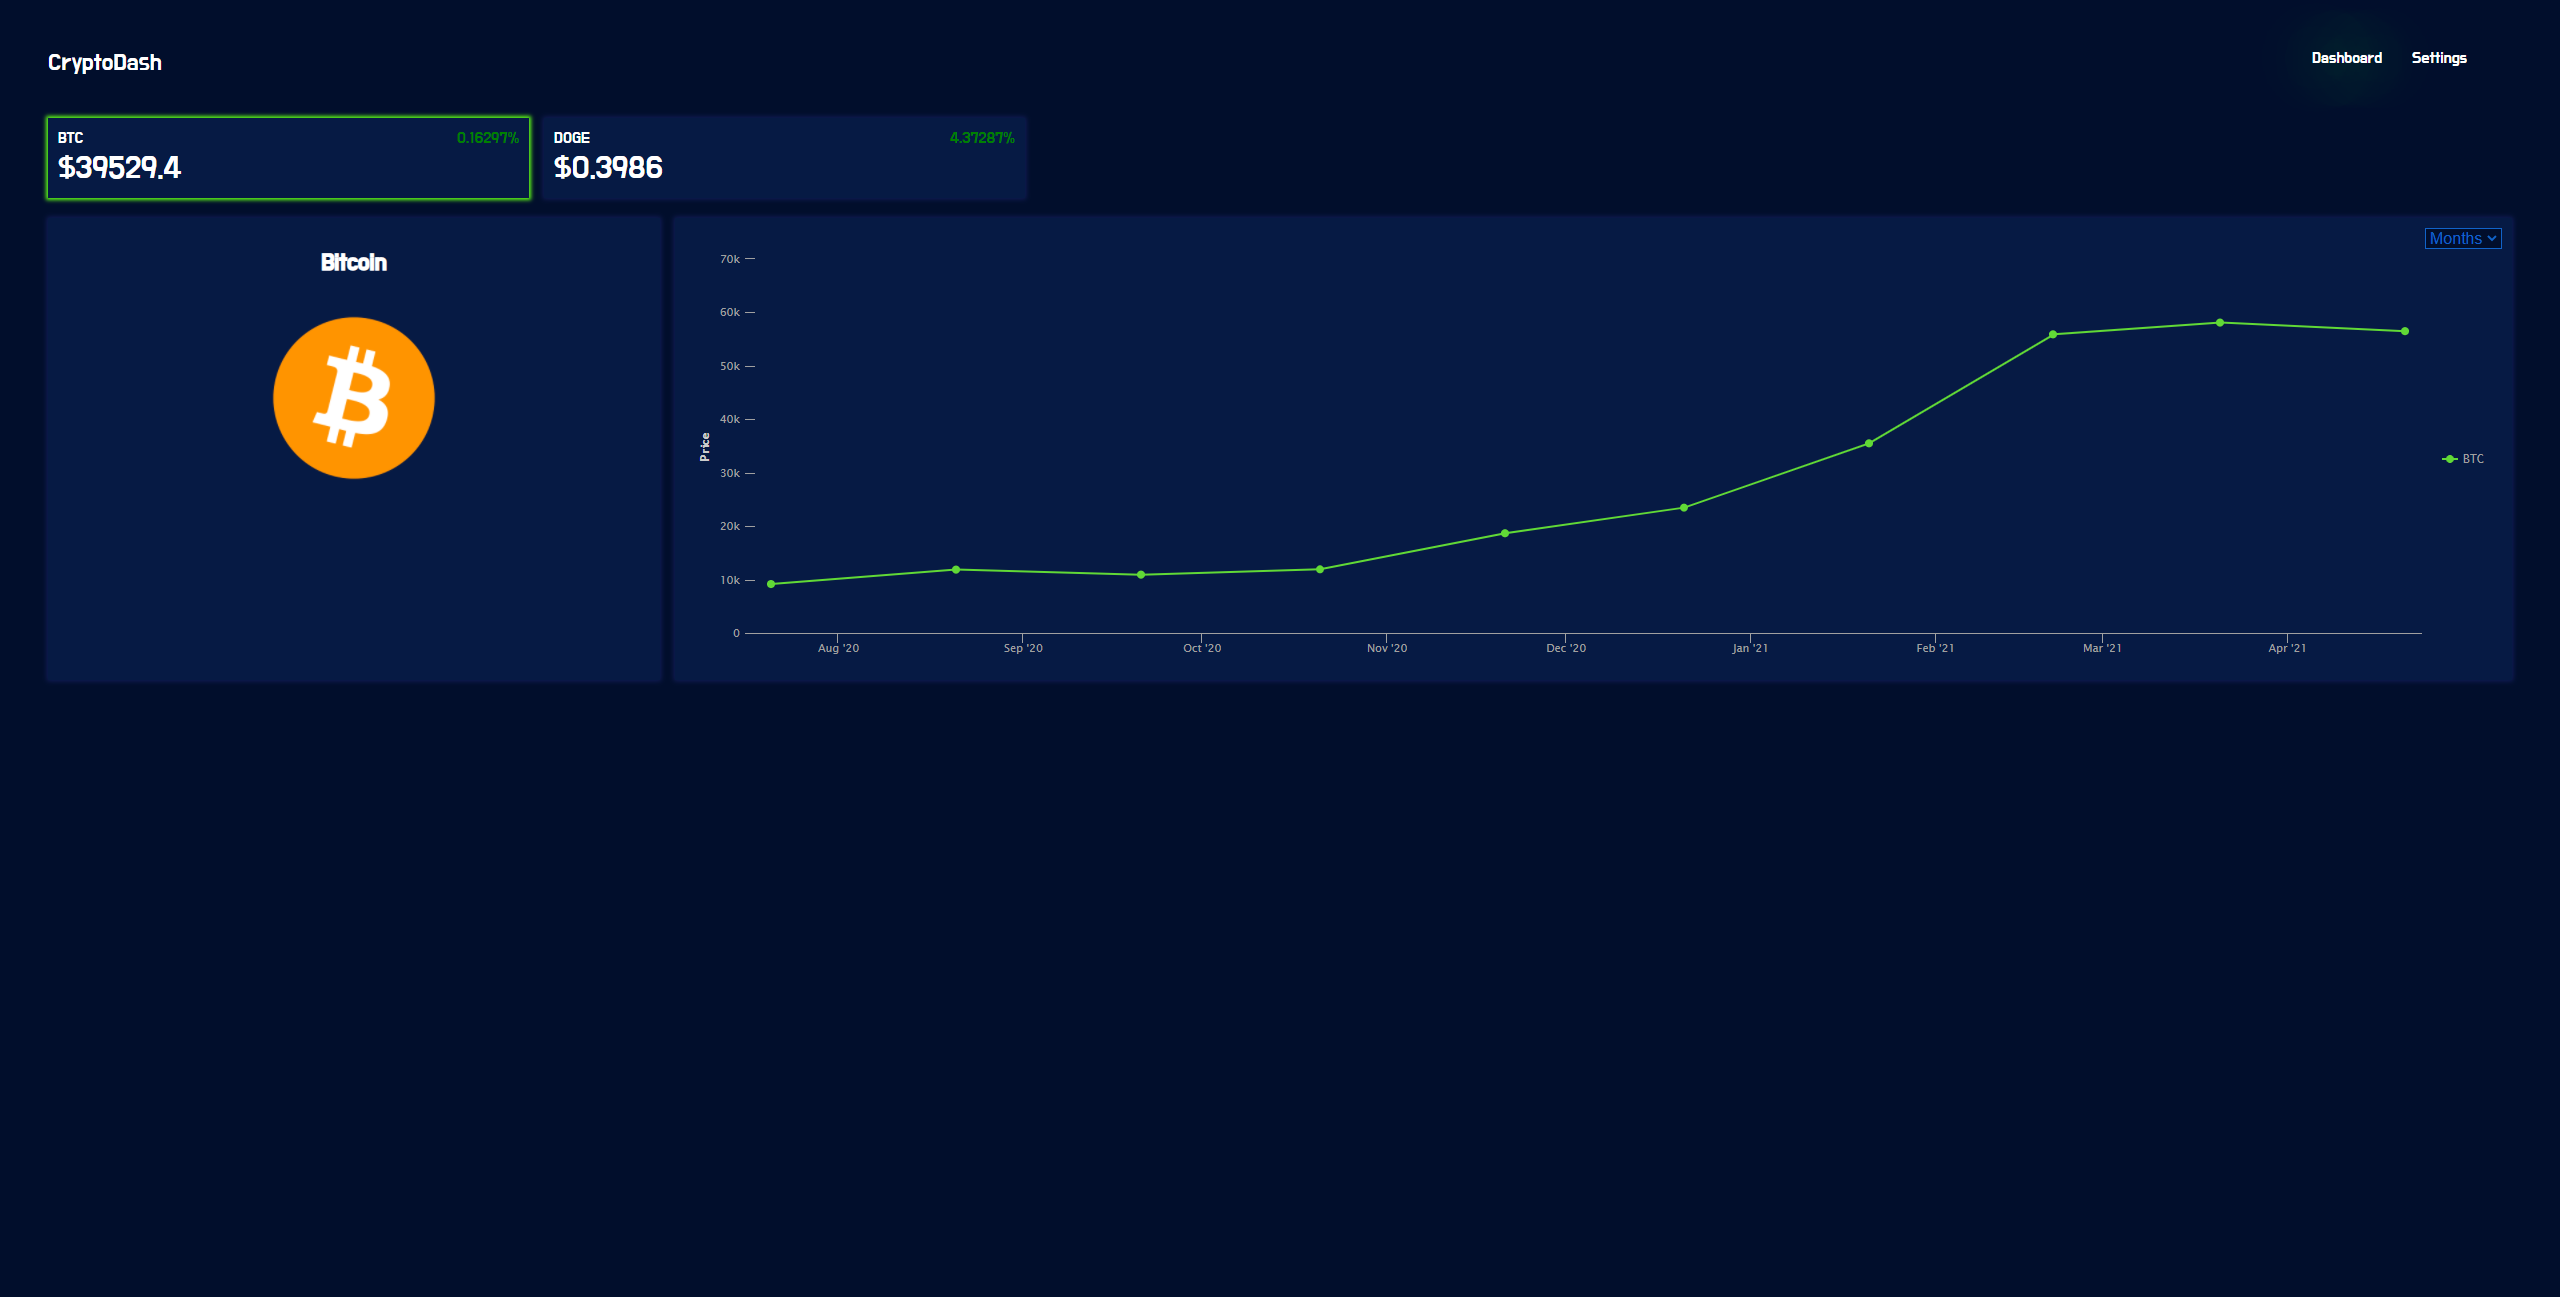 CryptoDash
Dashboard Settings
BTC 0.16297%
$39529.4
DOGE 4.37287%
$0.3986
Bitcoin
Months
70k
60k
50k
40k
30k
20k
10k
0
Price
Aug '20 Sep '20 Oct '20 Nov '20 Dec '20 Jan '21 Feb '21 Mar '21 Apr '21
BTC